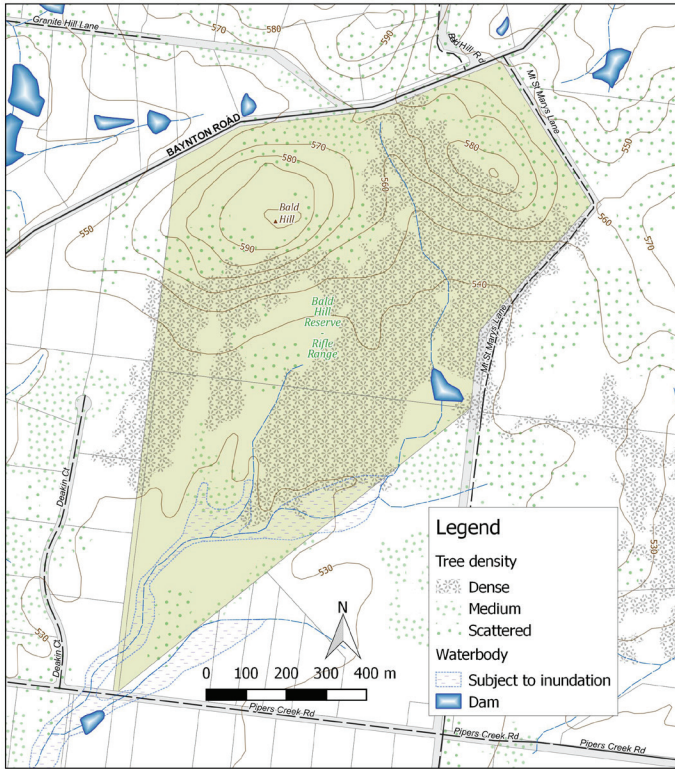 Granite Hill Lane
570
580
590
Bald Hill Rd
Mt St Marys Lane
BAYNTON ROAD
570
580
560
580
550
550
Bald
Hill
590
560
570
540
Bald
Hill
Reserve
Rifle
Range
Mt St Marys Lane
Deakin Ct
530
530
530
Deakin Ct
N
0 100 200 300 400 m
Pipers Creek Rd
Pipers Creek Rd
Pipers Creek Rd
Legend
Tree density
Dense
Medium
Scattered
Waterbody
Subject to inundation
Dam